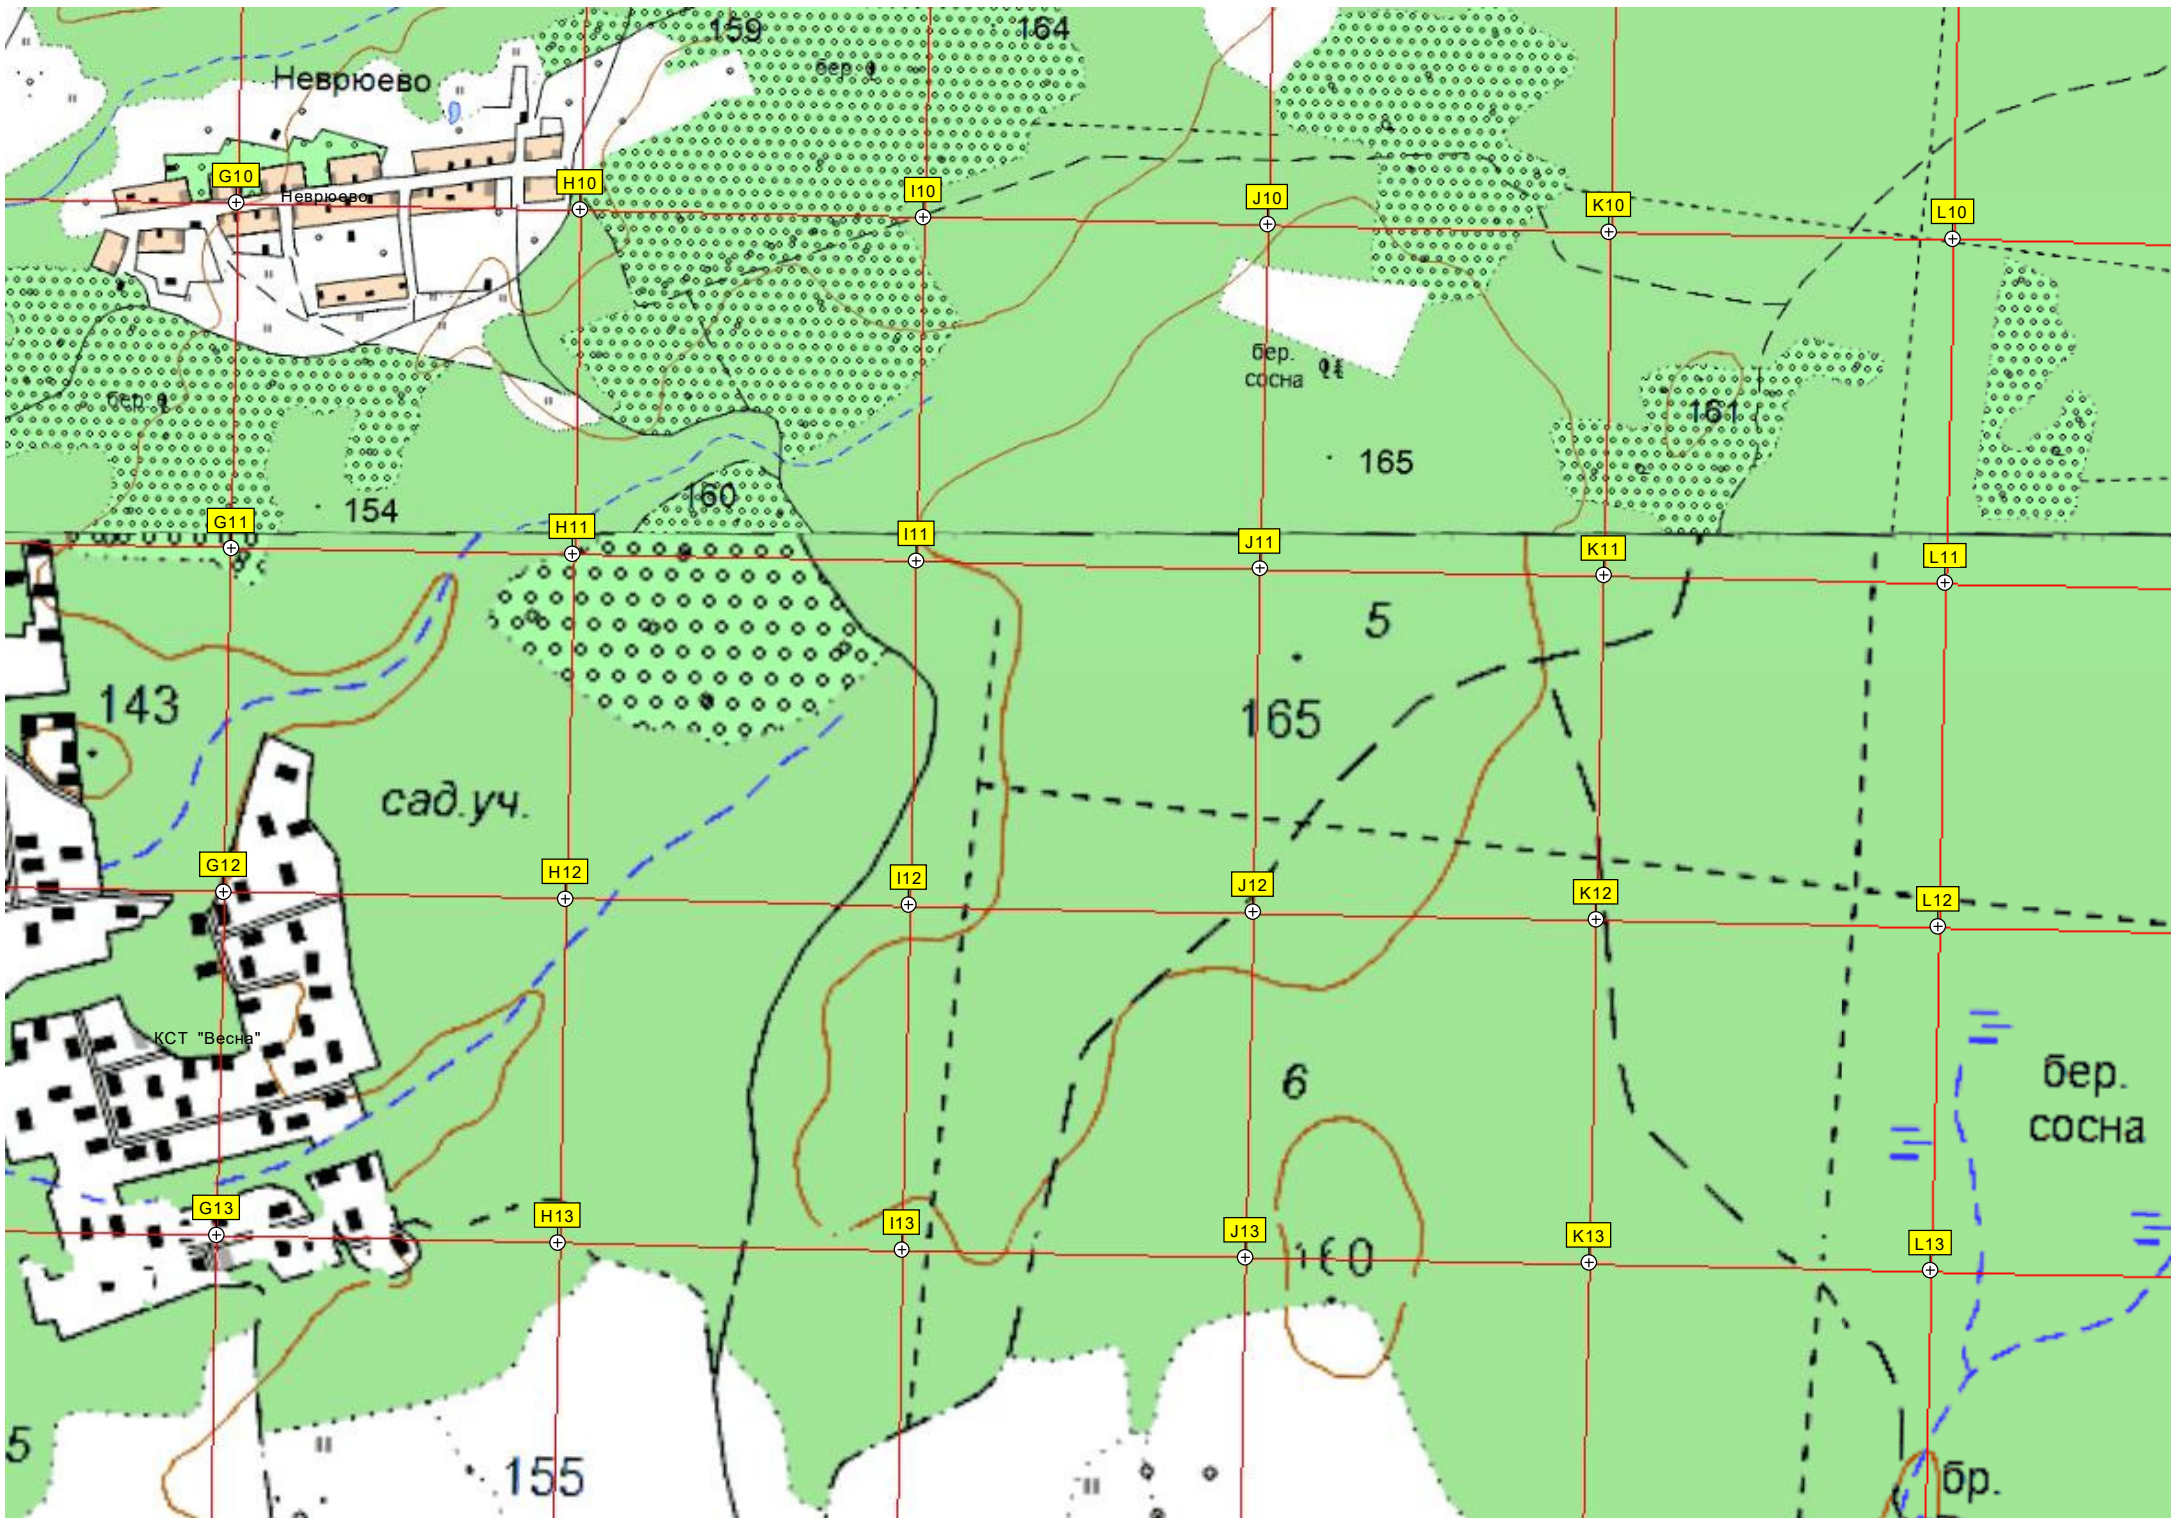 159
164
бер.
Неврюево
G10
H10
I10
J10
K10
L10
Неврюево
бер.
сосна
бер.
161
165
160
154
G11
H11
I11
J11
K11
L11
5
143
165
сад.уч.
G12
H12
I12
J12
K12
L12
КСТ "Весна"
6
бер.
сосна
G13
H13
I13
J13
K13
L13
160
5
155
бр.